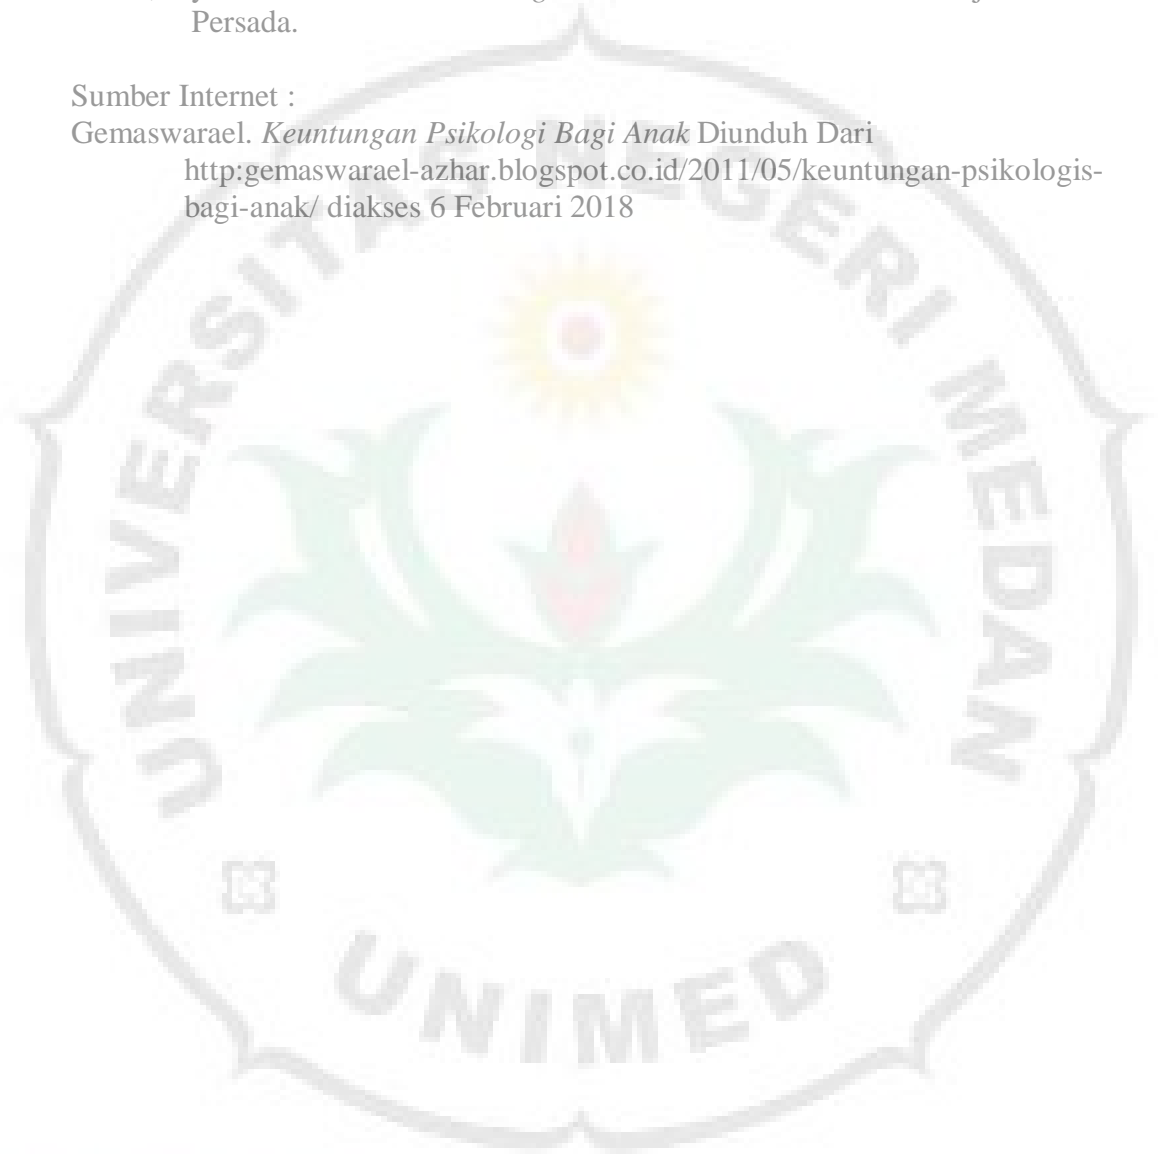 Persada.
Sumber Internet :
Gemaswarael. Keuntungan Psikologi Bagi Anak Diunduh Dari
http:gemaswarael-azhar.blogspot.co.id/2011/05/keuntungan-psikologis-
bagi-anak/ diakses 6 Februari 2018
UNIVERSITAS NEGERI MEDAN
UNIMED